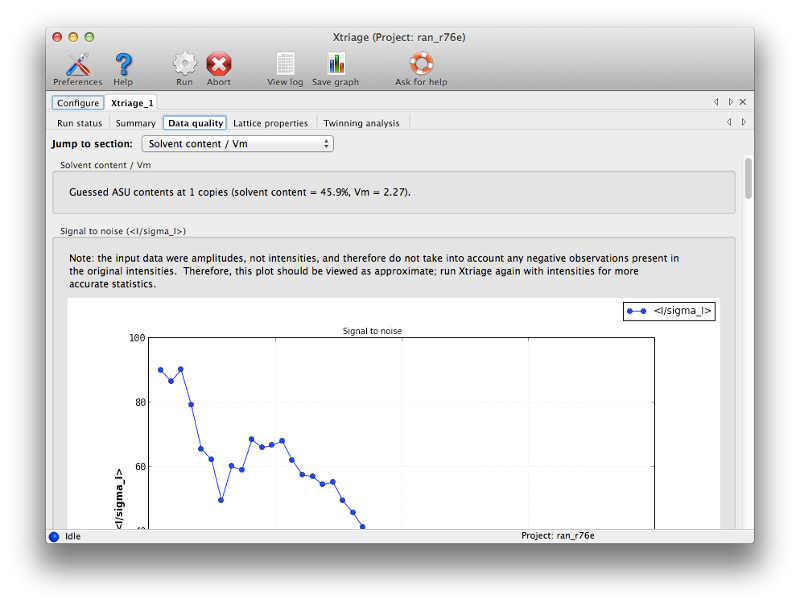 Xtriage (Project: ran_r76e)
Preferences Help Run Abort View log Save graph Ask for help
Configure Xtriage_1
Run status Summary Data quality Lattice properties Twinning analysis
Jump to section: Solvent content / Vm
Solvent content / Vm
Guessed ASU contents at 1 copies (solvent content = 45.9%, Vm = 2.27).
Signal to noise (<I/sigma_I>)
Note: the input data were amplitudes, not intensities, and therefore do not take into account any negative observations present in
the original intensities.  Therefore, this plot should be viewed as approximate; run Xtriage again with intensities for more
accurate statistics.
<I/sigma_I>
Signal to noise
100
80
60
<I/sigma_I>
40
Idle Project: ran_r76e